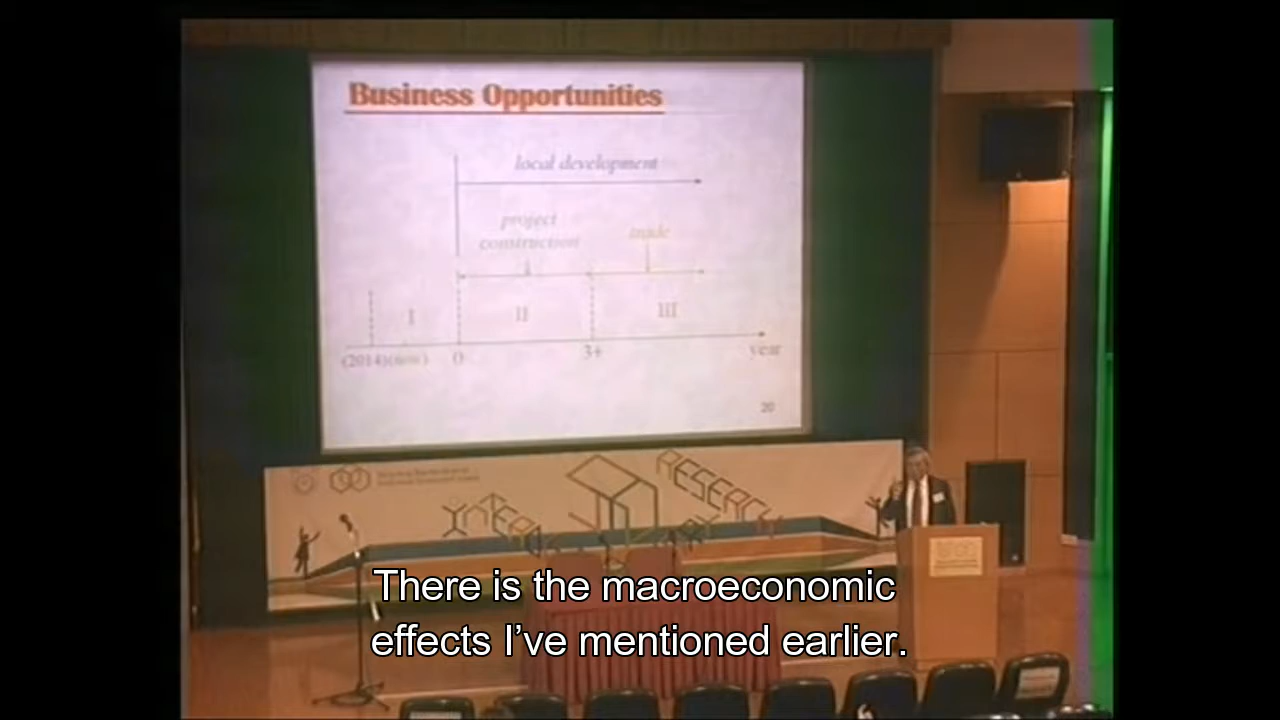 Business Opportunities
local development
project
construction
trade
I
II
III
(2014)(now)
0
3+
year
20
RESEARCH
There is the macroeconomic
effects I’ve mentioned earlier.